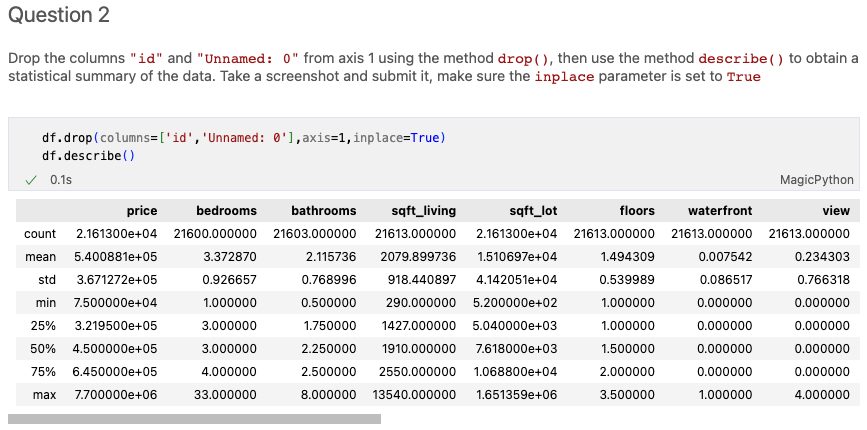 Question 2
Drop the columns "id" and "Unnamed: 0" from axis 1 using the method drop(), then use the method describe() to obtain a
statistical summary of the data. Take a screenshot and submit it, make sure the inplace parameter is set to True
df.drop(columns=['id','Unnamed: 0'],axis=1,inplace=True)
df.describe()
✓ 0.1s MagicPython
price bedrooms bathrooms sqft_living sqft_lot floors waterfront view
count 2.161300e+04 21600.000000 21603.000000 21613.000000 2.161300e+04 21613.000000 21613.000000 21613.000000
mean 5.400881e+05 3.372870 2.115736 2079.899736 1.510697e+04 1.494309 0.007542 0.234303
std 3.671272e+05 0.926657 0.768996 918.440897 4.142051e+04 0.539989 0.086517 0.766318
min 7.500000e+04 1.000000 0.500000 290.000000 5.200000e+02 1.000000 0.000000 0.000000
25% 3.219500e+05 3.000000 1.750000 1427.000000 5.040000e+03 1.000000 0.000000 0.000000
50% 4.500000e+05 3.000000 2.250000 1910.000000 7.618000e+03 1.500000 0.000000 0.000000
75% 6.450000e+05 4.000000 2.500000 2550.000000 1.068800e+04 2.000000 0.000000 0.000000
max 7.700000e+06 33.000000 8.000000 13540.000000 1.651359e+06 3.500000 1.000000 4.000000